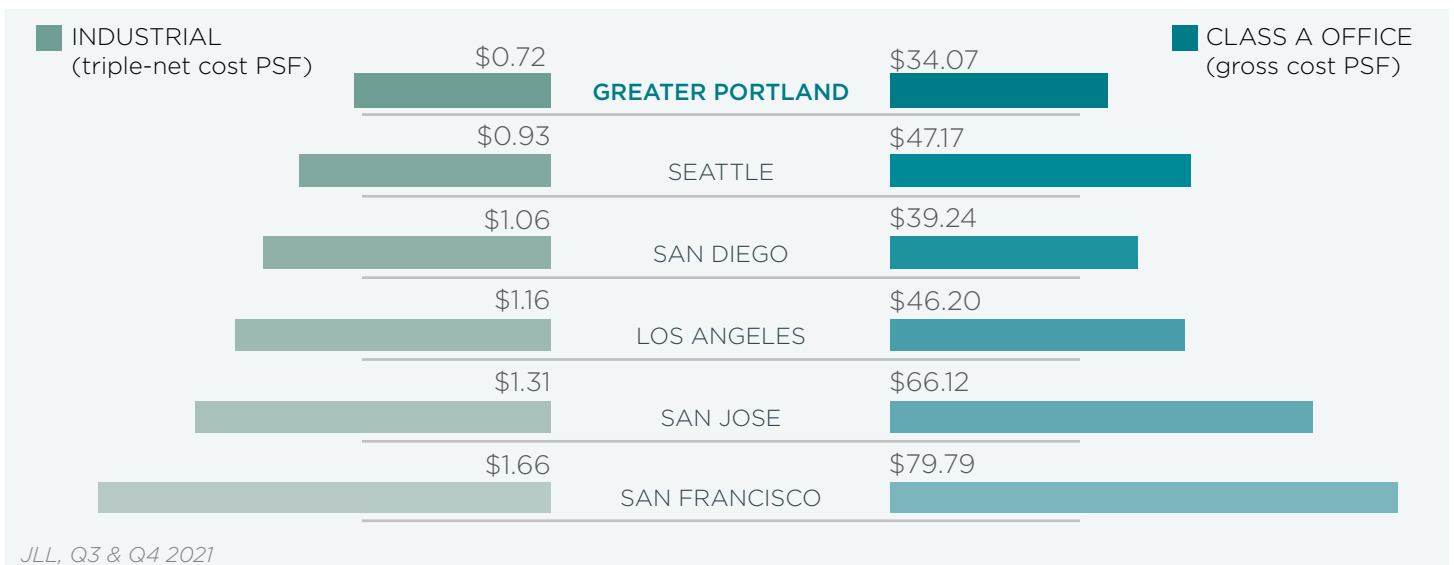 INDUSTRIAL
(triple-net cost PSF)
CLASS A OFFICE
(gross cost PSF)
$0.72
GREATER PORTLAND
$34.07
$0.93
SEATTLE
$47.17
$1.06
SAN DIEGO
$39.24
$1.16
LOS ANGELES
$46.20
$1.31
SAN JOSE
$66.12
$1.66
SAN FRANCISCO
$79.79
JLL, Q3 & Q4 2021